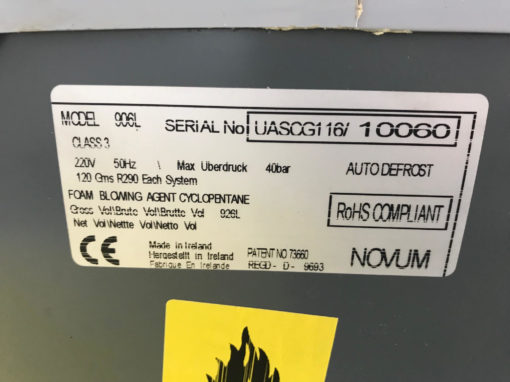 MODEL 906L SERIAL No UASCG116/ 10060
CLASS 3
220V 50Hz \ Max Uberdruck 40bar AUTO DEFROST
120 Gms R290 Each System
FOAM BLOWING AGENT CYCLOPENTANE
Gross Vol/Brute Vol/Brutte Vol 926L RoHS COMPLIANT
Net Vol/Nettte Vol/Netto Vol
CE Made in Ireland PATENT NO 73660 NOVUM
Hergestellt in Ireland REGD - D - 9693
Fabrique En Irelande